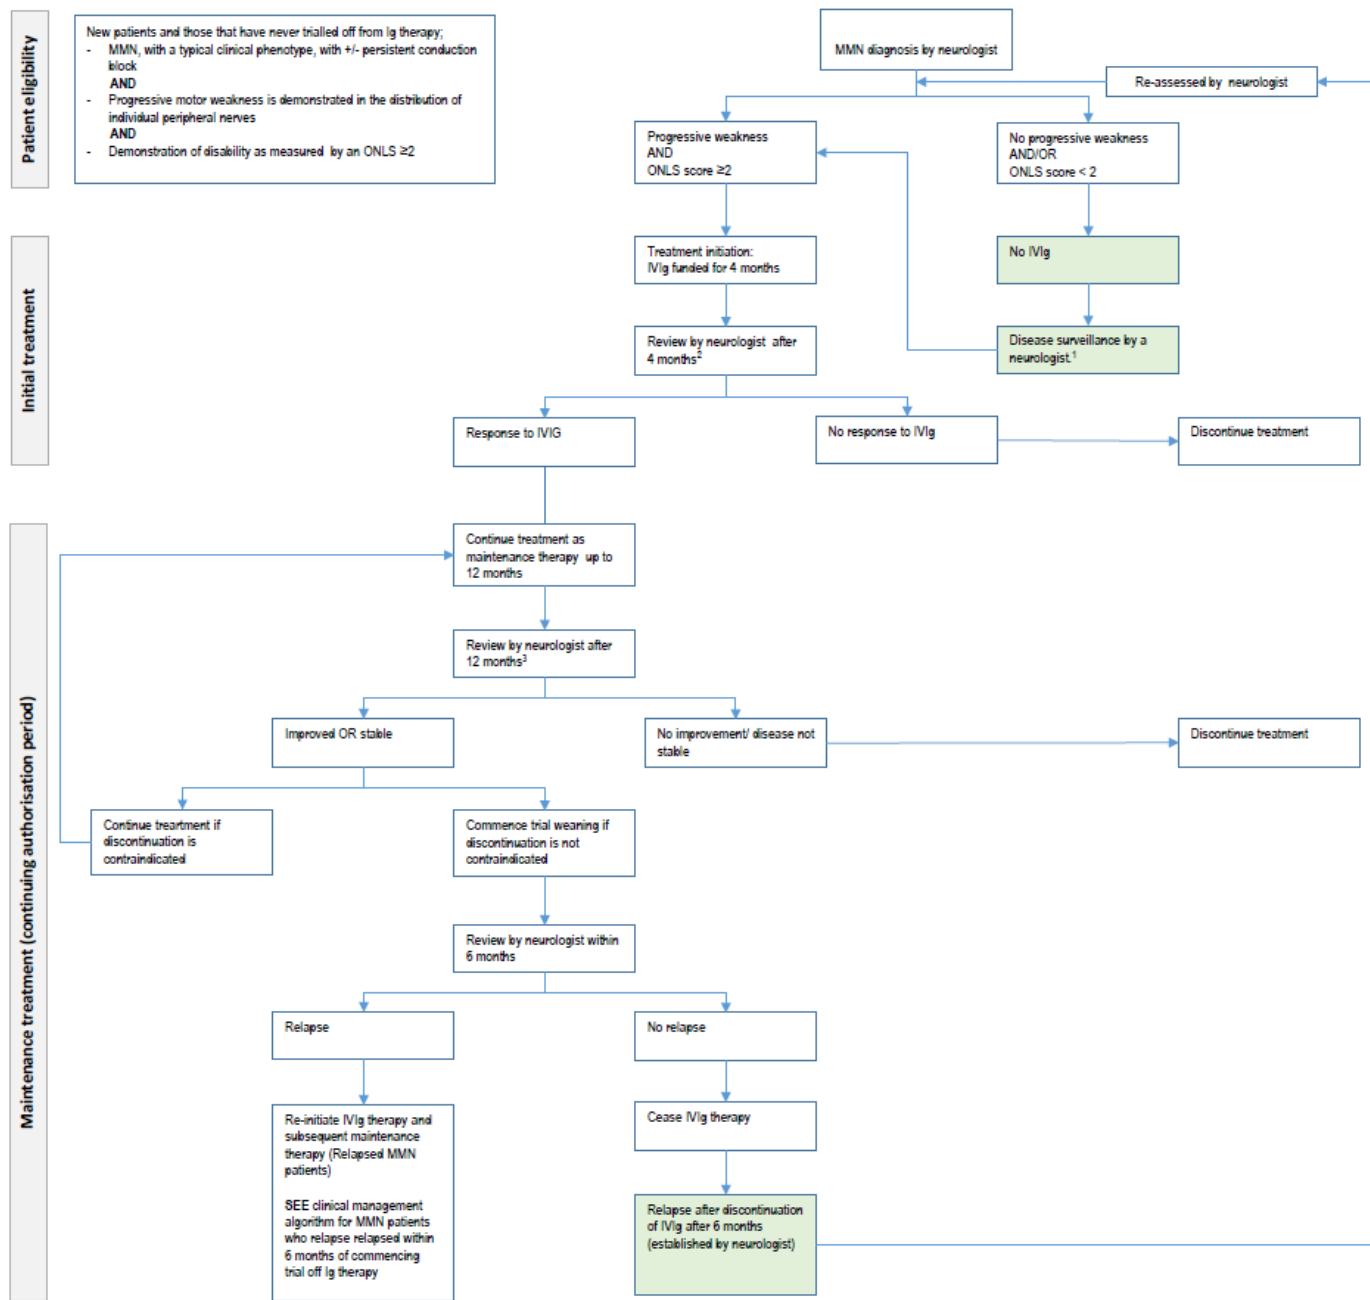 Patient eligibility
New patients and those that have never trialled off from Ig therapy;
- MMN, with a typical clinical phenotype, with +/- persistent conduction
block
AND
- Progressive motor weakness is demonstrated in the distribution of
individual peripheral nerves
AND
- Demonstration of disability as measured by an ONLS ≥2
MMN diagnosis by neurologist
Re-assessed by neurologist
Progressive weakness
AND
ONLS score ≥2
No progressive weakness
AND/OR
ONLS score < 2
Initial treatment
Treatment initiation:
IVIg funded for 4 months
No IVIg
Review by neurologist after
4 months²
Disease surveillance by a
neurologist.¹
Response to IVIG
No response to IVIg
Discontinue treatment
Maintenance treatment (continuing authorisation period)
Continue treatment as
maintenance therapy up to
12 months
Review by neurologist after
12 months³
Improved OR stable
No improvement/ disease not
stable
Discontinue treatment
Continue treartment if
discontinuation is
contraindicated
Commence trial weaning if
discontinuation is not
contraindicated
Review by neurologist within
6 months
Relapse
No relapse
Re-initiate IVIg therapy and
subsequent maintenance
therapy (Relapsed MMN
patients)
SEE clinical management
algorithm for MMN patients
who relapse relapsed within
6 months of commencing
trial off Ig therapy
Cease IVIg therapy
Relapse after discontinuation
of IVIg after 6 months
(established by neurologist)